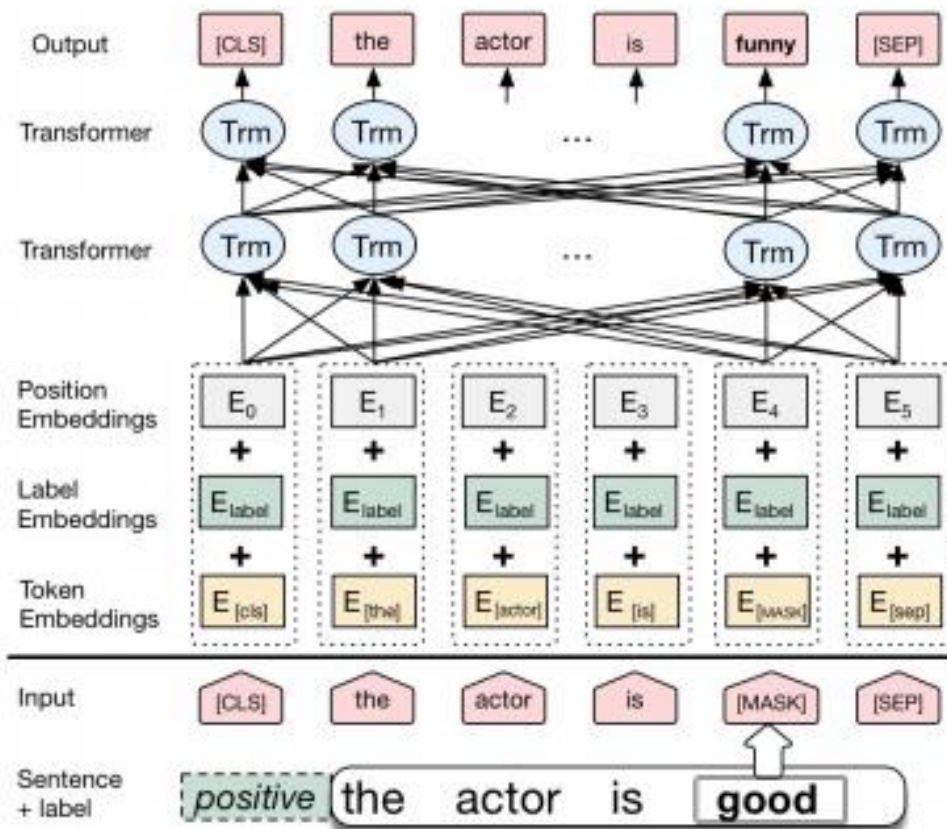 Output [CLS] the actor is funny [SEP]
Transformer Trm Trm ... Trm Trm
Transformer Trm Trm ... Trm Trm
Position Embeddings E0 E1 E2 E3 E4 E5
+ + + + + +
Label Embeddings Elabel Elabel Elabel Elabel Elabel Elabel
+ + + + + +
Token Embeddings E[cls] E[the] E[actor] E[is] E[MASK] E[sep]
Input [CLS] the actor is [MASK] [SEP]
Sentence + label positive the actor is good